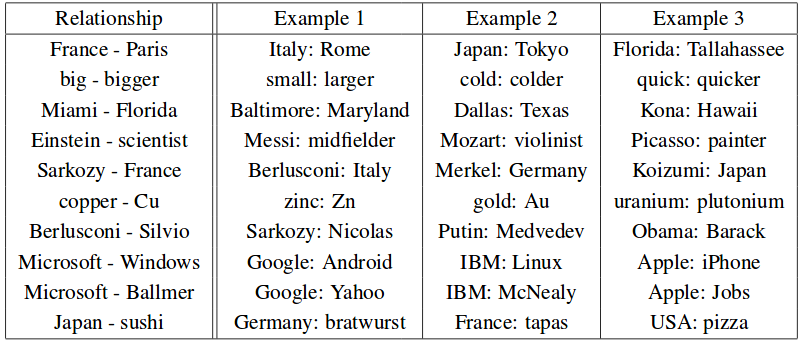 Relationship Example 1 Example 2 Example 3
France - Paris Italy: Rome Japan: Tokyo Florida: Tallahassee
big - bigger small: larger cold: colder quick: quicker
Miami - Florida Baltimore: Maryland Dallas: Texas Kona: Hawaii
Einstein - scientist Messi: midfielder Mozart: violinist Picasso: painter
Sarkozy - France Berlusconi: Italy Merkel: Germany Koizumi: Japan
copper - Cu zinc: Zn gold: Au uranium: plutonium
Berlusconi - Silvio Sarkozy: Nicolas Putin: Medvedev Obama: Barack
Microsoft - Windows Google: Android IBM: Linux Apple: iPhone
Microsoft - Ballmer Google: Yahoo IBM: McNealy Apple: Jobs
Japan - sushi Germany: bratwurst France: tapas USA: pizza